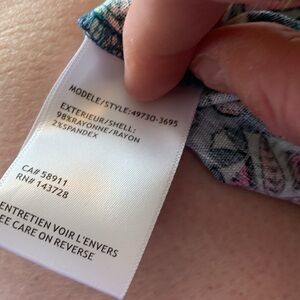 MODELE/STYLE:49730-3695
EXTERIEUR/SHELL:
98%RAYONNE/RAYON
2%SPANDEX
CA# 58911
RN# 143728
ENTRETIEN VOIR L'ENVERS
EE CARE ON REVERSE